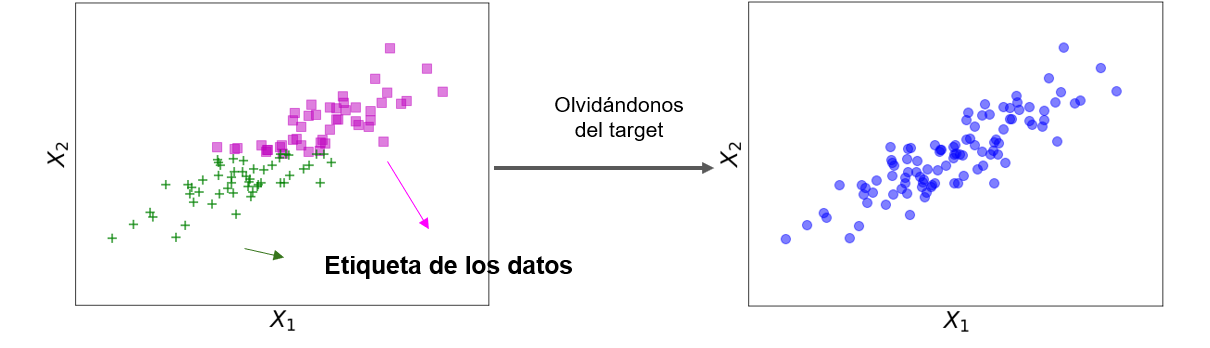 X₂
Olvidándonos
del target
X₂
Etiqueta de los datos
X₁
X₁